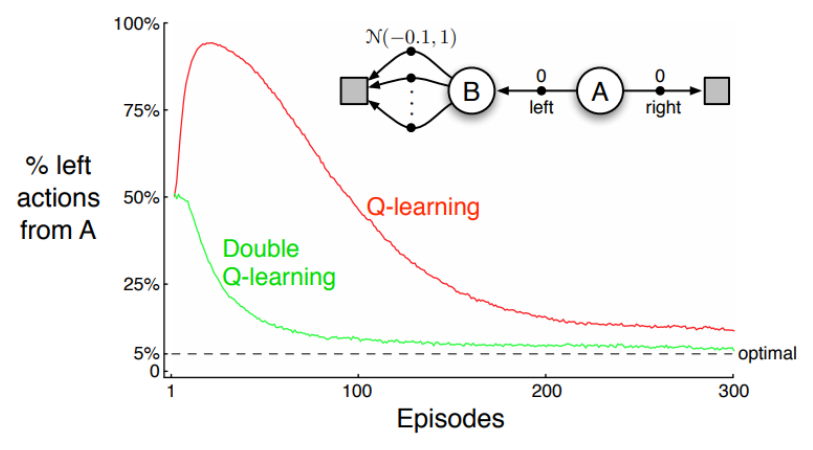 100%
75%
50%
25%
5%
0
% left
actions
from A
N(−0.1, 1)
B
0
left
A
0
right
Q-learning
Double
Q-learning
optimal
1
100
200
300
Episodes